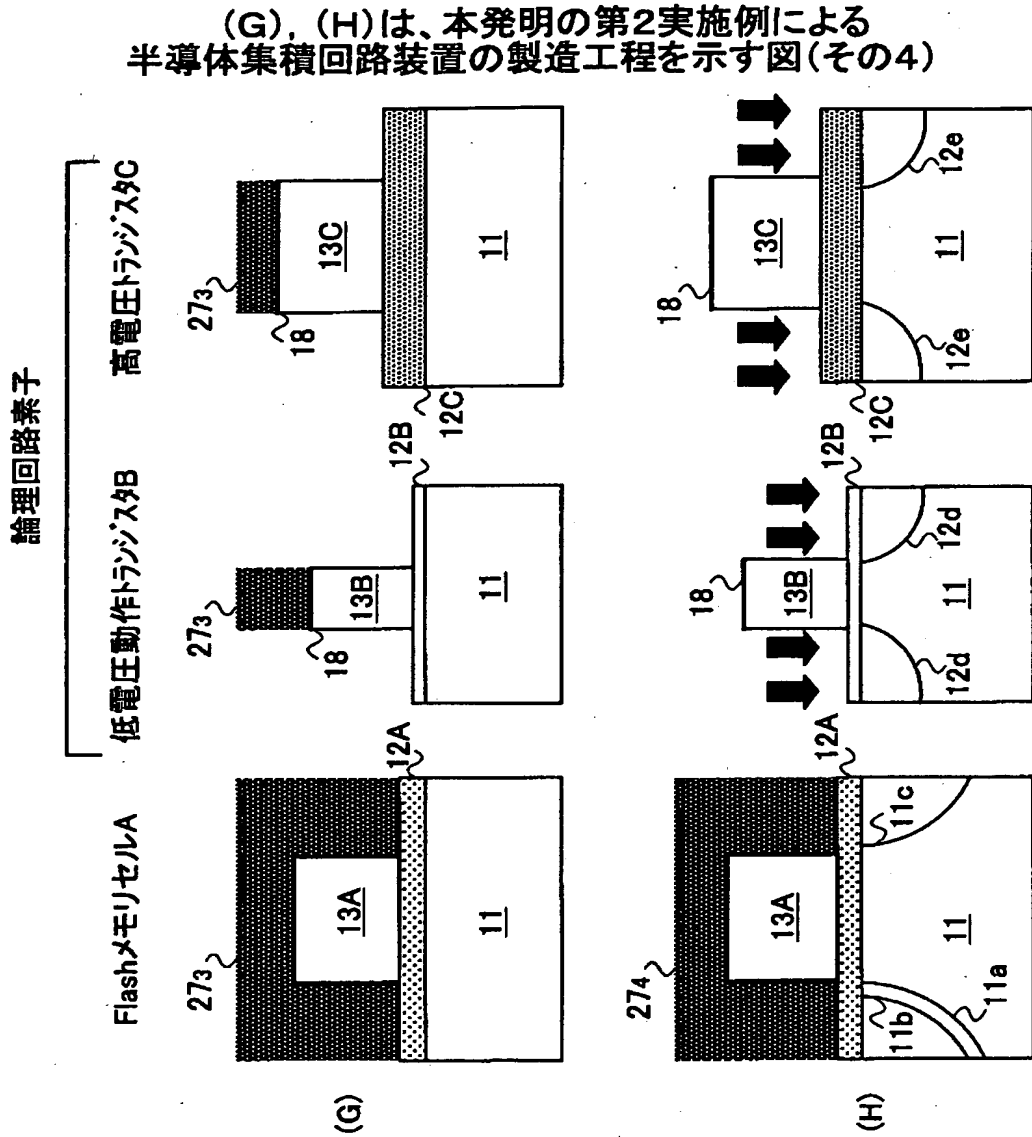 (G), (H)は、本発明の第2実施例による
半導体集積回路装置の製造工程を示す図(その4)
論理回路素子
FlashメモリセルA
低電圧動作トランジスタB
高電圧トランジスタC
(G)
273
13A
12A
11
273
18
13B
12B
11
273
18
13C
12C
11
(H)
274
13A
12A
11c
11
11b
11a
18
13B
12B
12d
12d
11
18
13C
12C
12e
12e
11